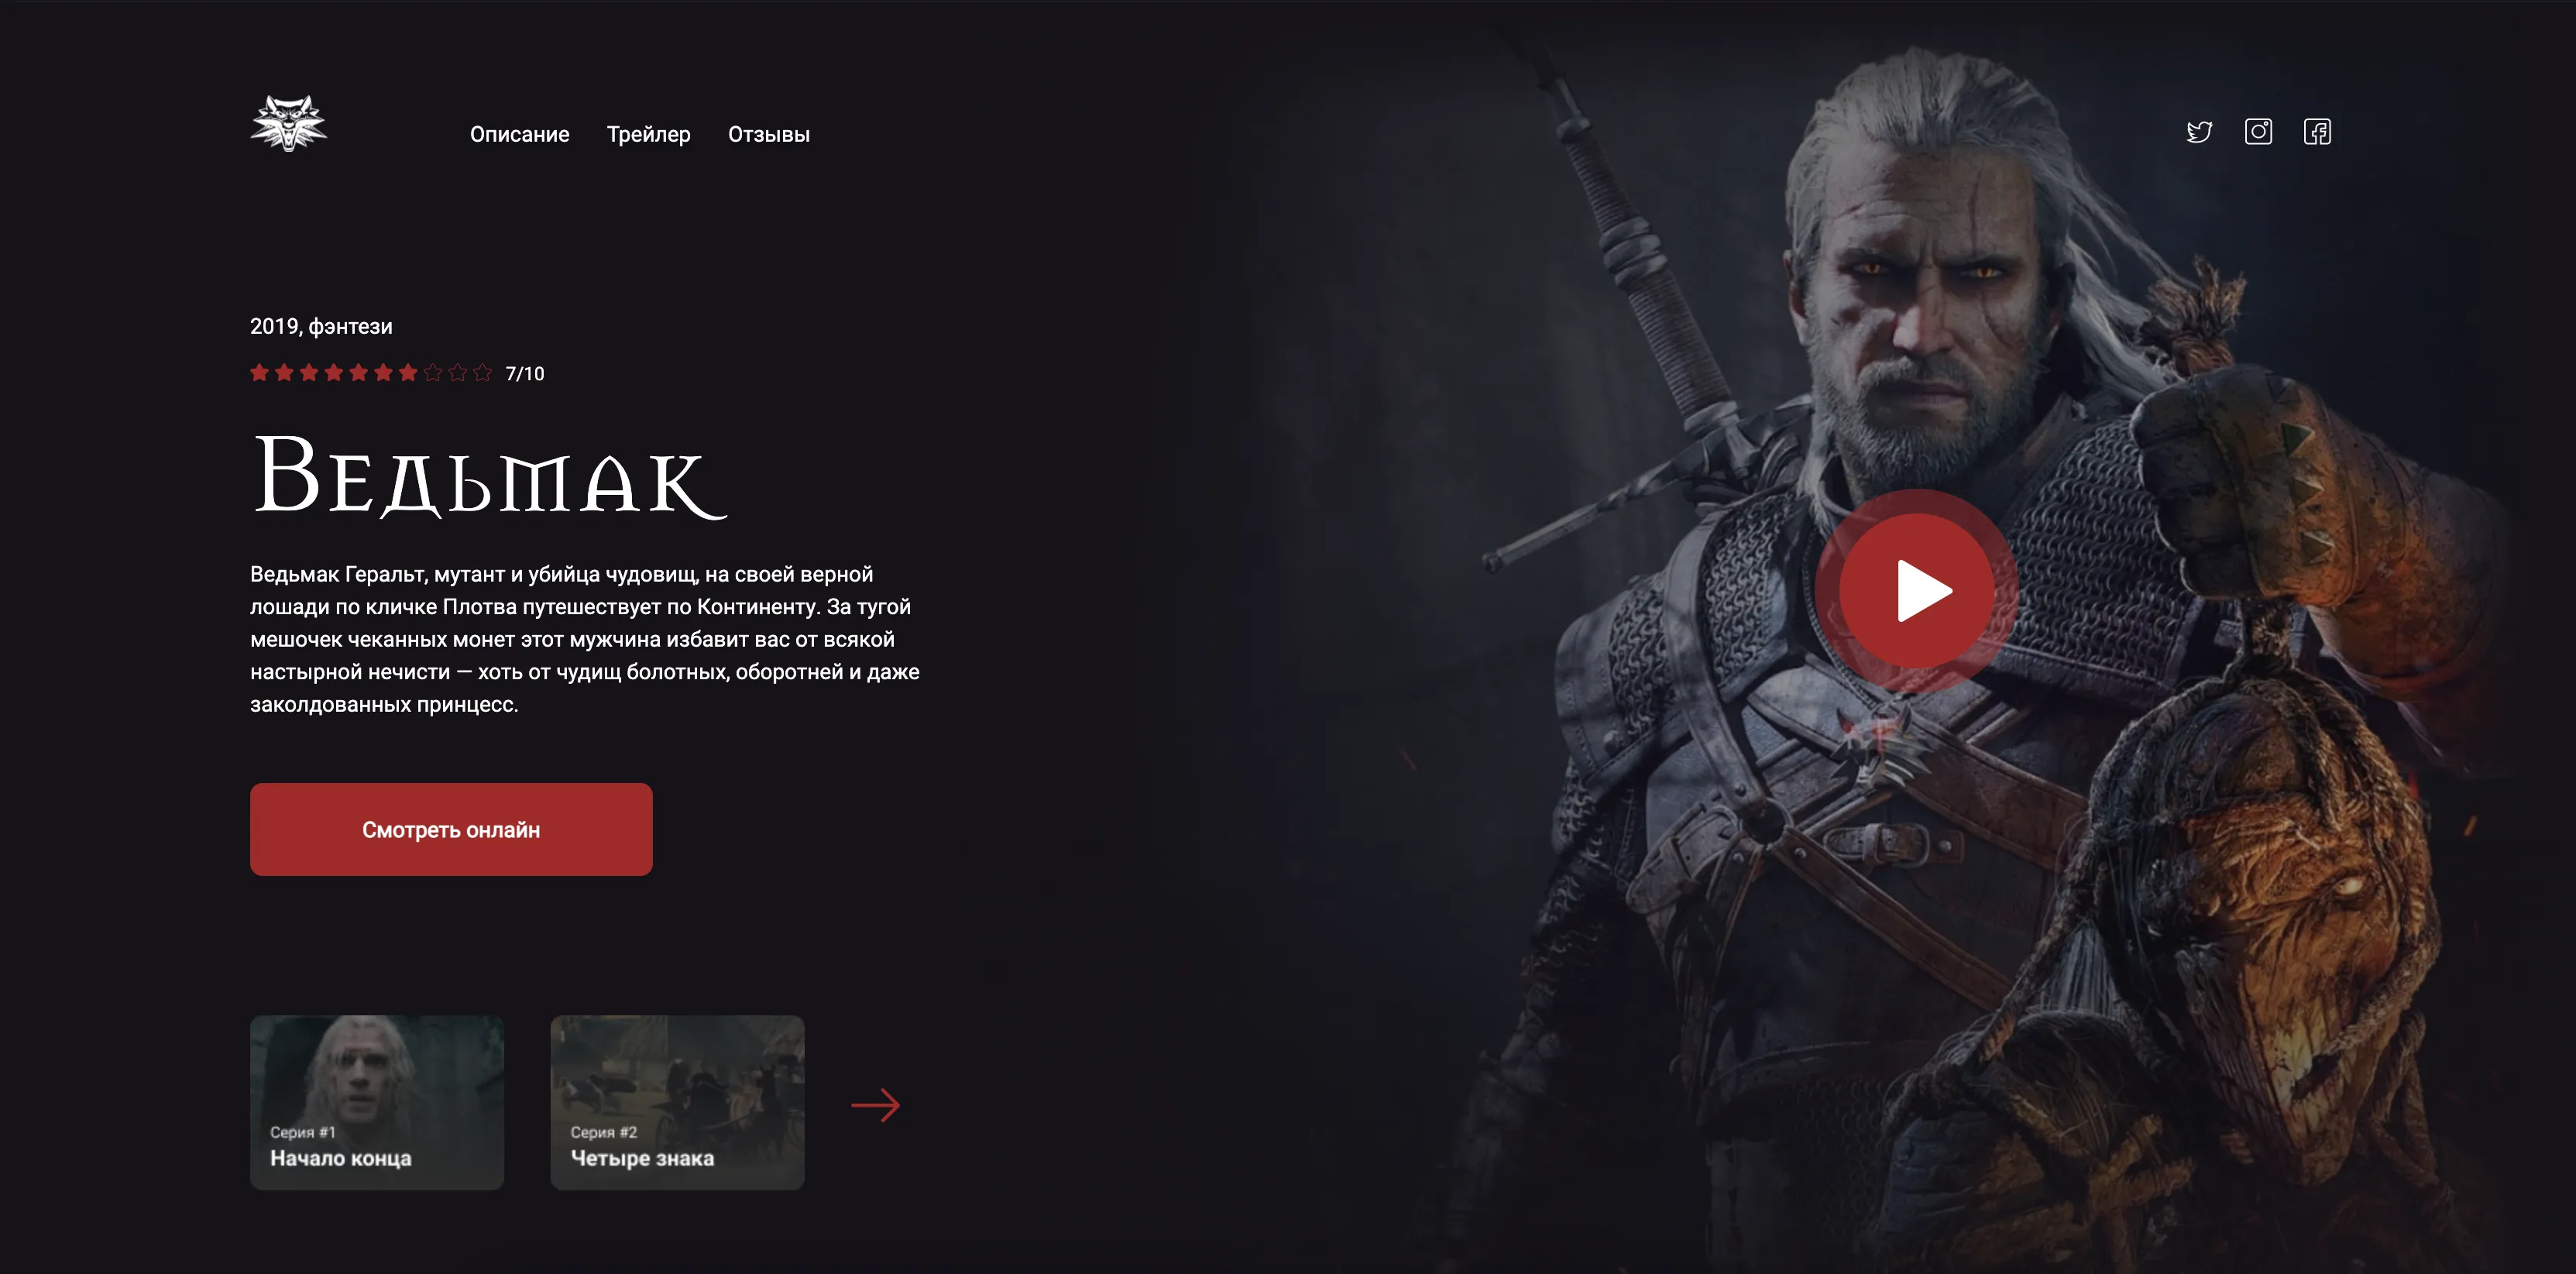 Описание Трейлер Отзывы
2019, фэнтези
7/10
Ведьмак
Ведьмак Геральт, мутант и убийца чудовищ, на своей верной
лошади по кличке Плотва путешествует по Континенту. За тугой
мешочек чеканных монет этот мужчина избавит вас от всякой
настырной нечисти — хоть от чудищ болотных, оборотней и даже
заколдованных принцесс.
Смотреть онлайн
Серия #1
Начало конца
Серия #2
Четыре знака